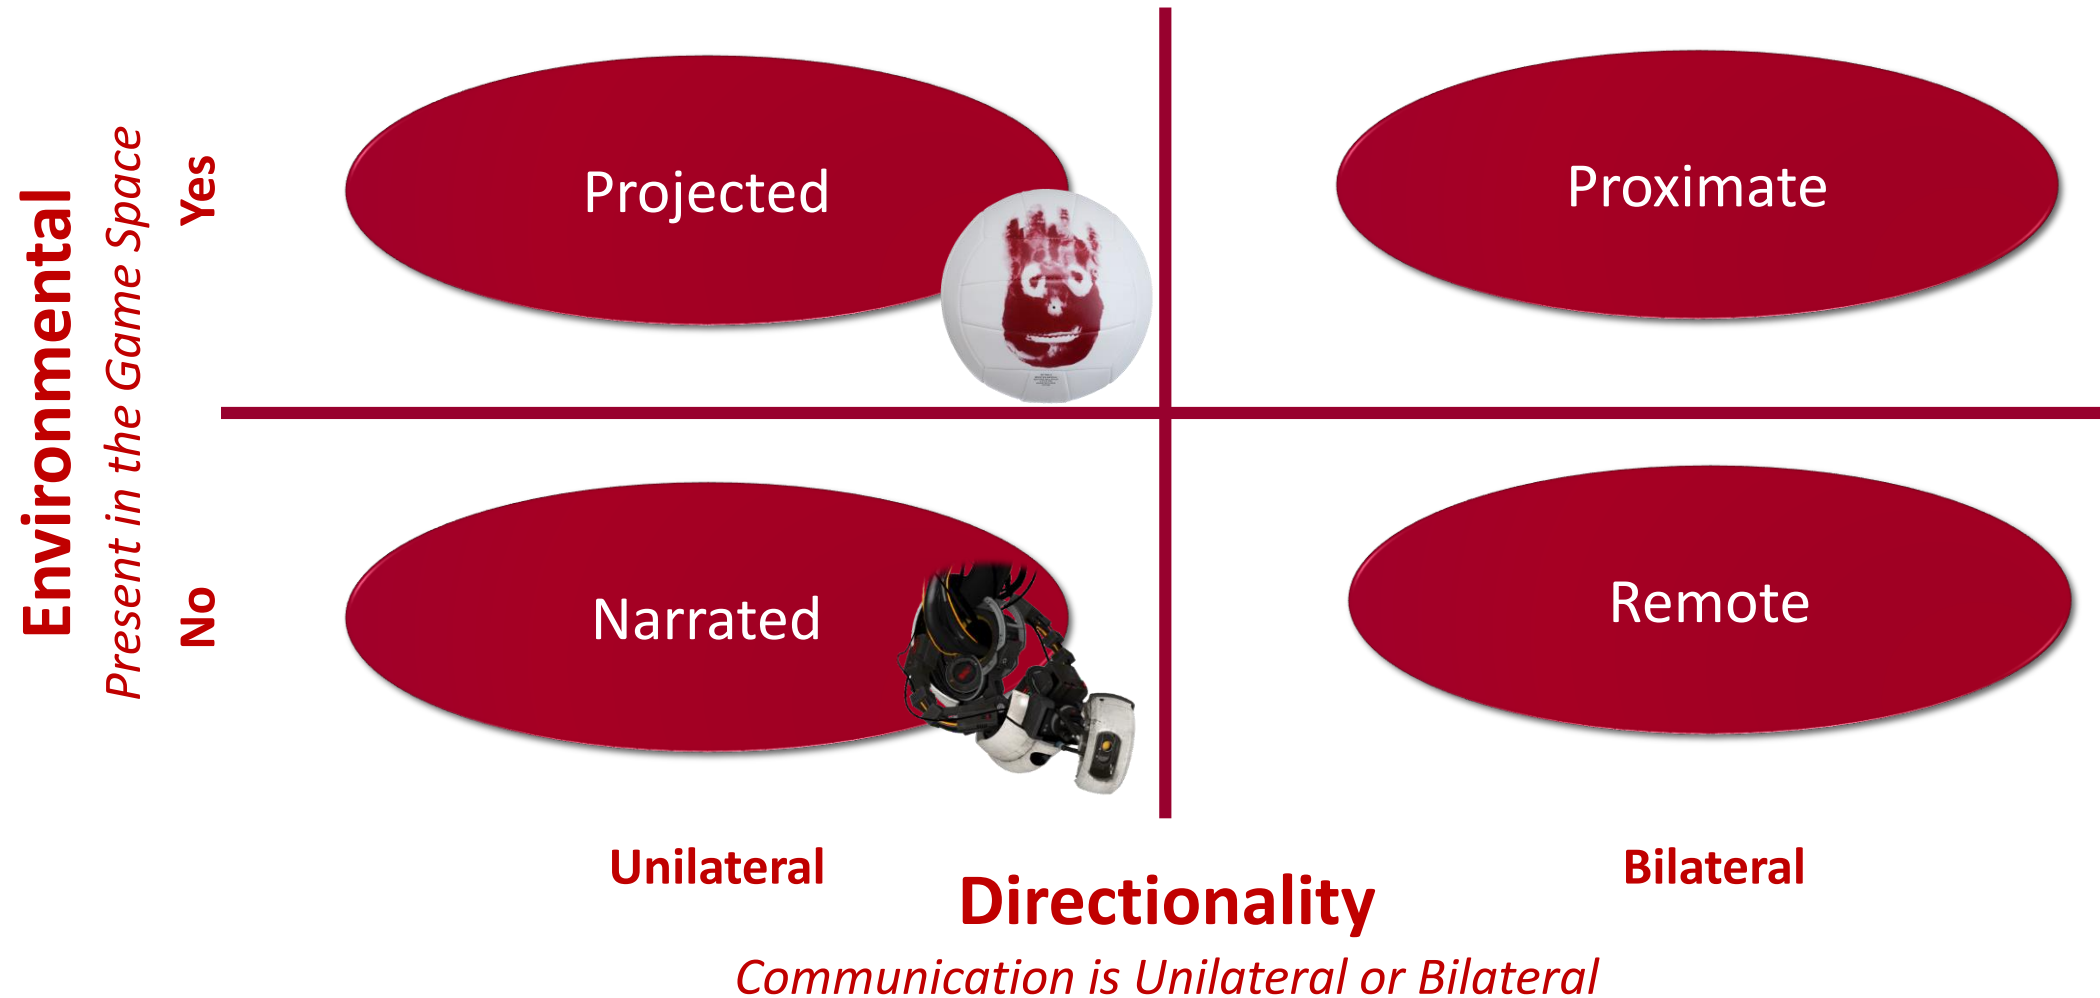 Environmental
Present in the Game Space
Yes
No
Projected
Proximate
Narrated
Remote
Unilateral
Bilateral
Directionality
Communication is Unilateral or Bilateral